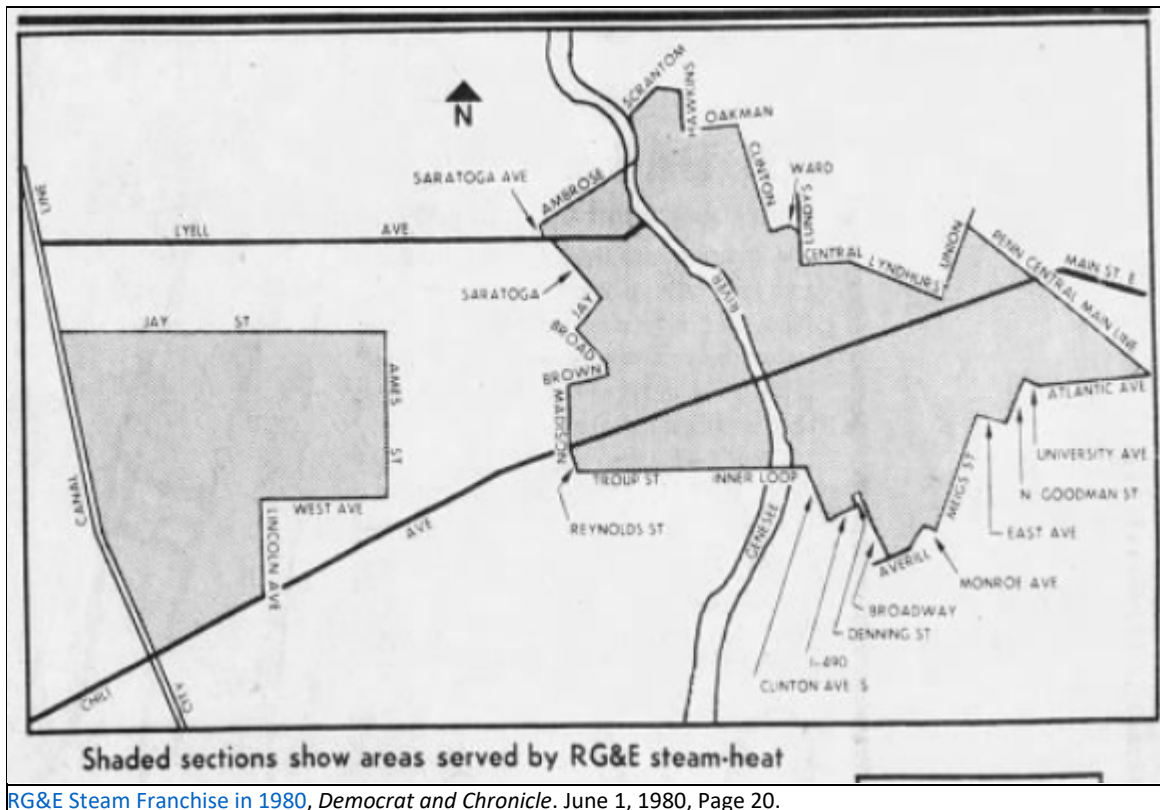 SCRANTOM
HAWKINS
OAKMAN
N
CLINTON
WARD
SARATOGA AVE
AMBROSE
LUNDYS
LINE
LYELL AVE.
UNION
CENTRAL
LYNDHURST
PENN CENTRAL MAIN LINE
MAIN ST. E
SARATOGA
RIVER
JAY
BROAD
JAY ST
BROWN
AMES ST
MADISON
ATLANTIC AVE
UNIVERSITY AVE
MEIGS ST
TROUP ST.
INNER LOOP
N. GOODMAN ST
WEST AVE
CANAL
LINCOLN AVE
REYNOLDS ST.
AVE
GENESEE
EAST AVE
AVERILL
MONROE AVE
BROADWAY
DENNING ST
I-490
CLINTON AVE S
CHILI
CITY
Shaded sections show areas served by RG&E steam-heat
RG&E Steam Franchise in 1980, Democrat and Chronicle. June 1, 1980, Page 20.